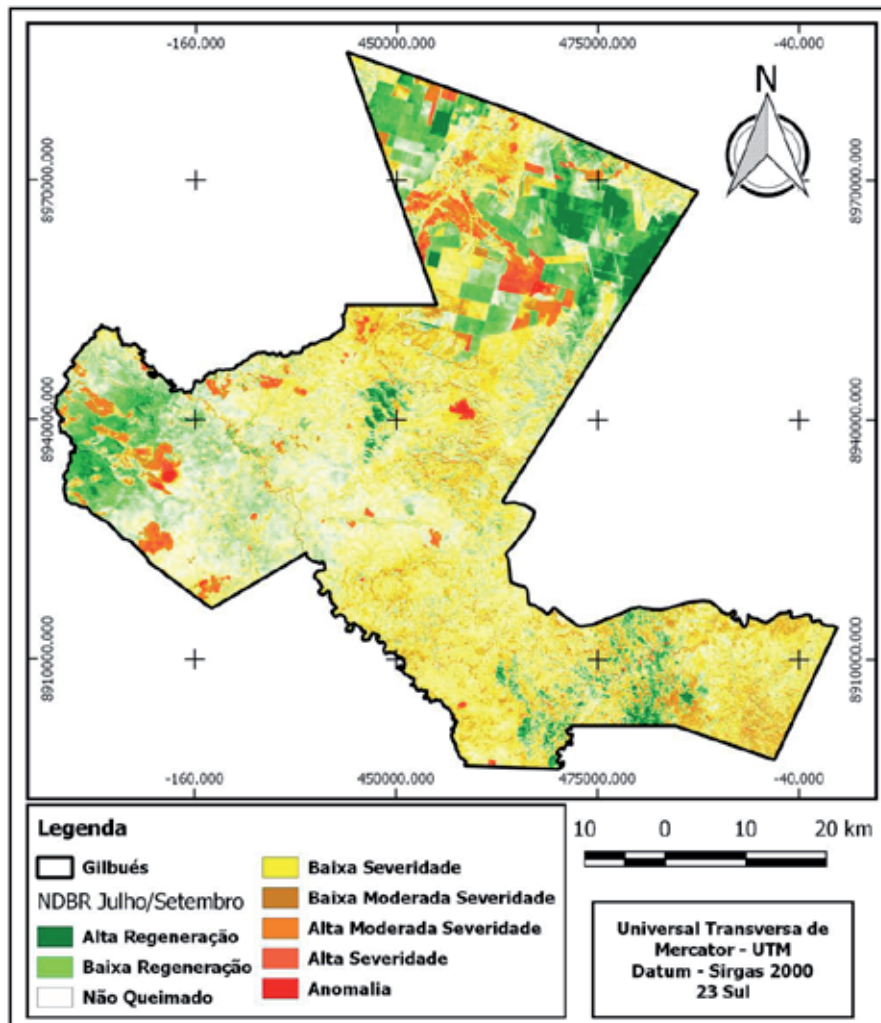 -160.000 450000.000 475000.000 -40.000
N
8970000.000 8970000.000
8940000.000 8940000.000
8910000.000 8910000.000
-160.000 450000.000 475000.000 -40.000
Legenda
Gilbués
NDBR Julho/Setembro
Alta Regeneração
Baixa Regeneração
Não Queimado
Baixa Severidade
Baixa Moderada Severidade
Alta Moderada Severidade
Alta Severidade
Anomalia
10 0 10 20 km
Universal Transversa de
Mercator - UTM
Datum - Sirgas 2000
23 Sul